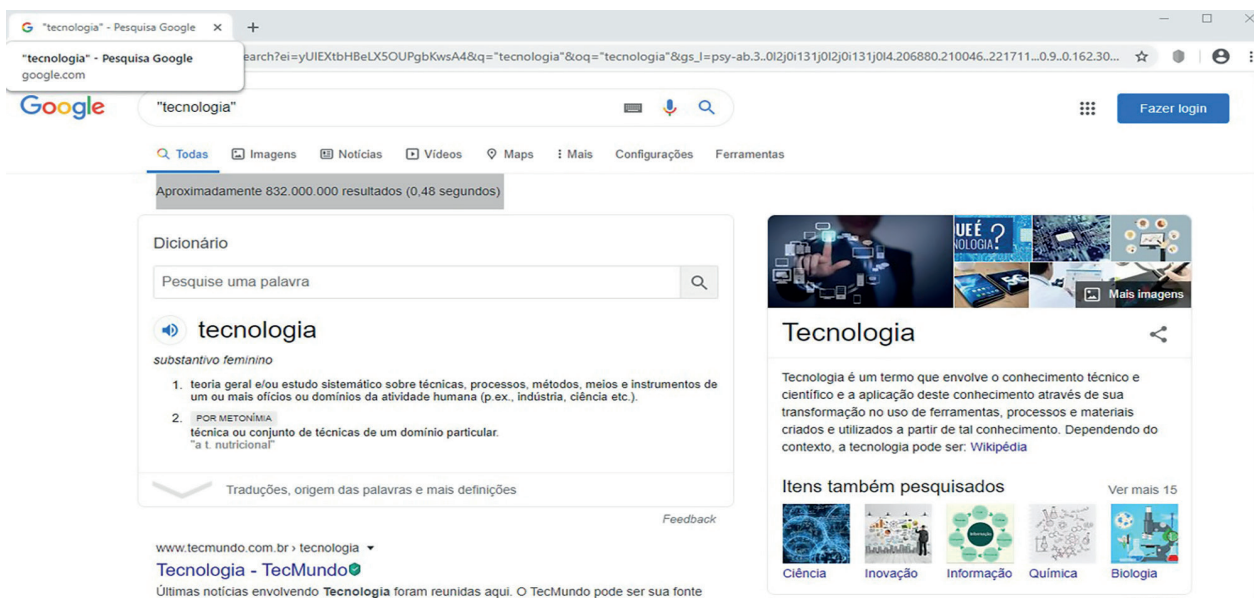 "tecnologia" - Pesquisa Google
"tecnologia" - Pesquisa Google
google.com
earch?ei=yUIEXtbHBeLX5OUPgbKwsA4&q="tecnologia"&oq="tecnologia"&gs_l=psy-ab.3..0l2j0i131j0l2j0i131j0l4.206880.210046..221711...0.9..0.162.30...
Google
"tecnologia"
Fazer login
Todas Imagens Notícias Vídeos Maps Mais Configurações Ferramentas
Aproximadamente 832.000.000 resultados (0,48 segundos)
Dicionário
Pesquise uma palavra
tecnologia
substantivo feminino
1. teoria geral e/ou estudo sistemático sobre técnicas, processos, métodos, meios e instrumentos de
um ou mais ofícios ou domínios da atividade humana (p.ex., indústria, ciência etc.).
2. POR METONÍMIA
técnica ou conjunto de técnicas de um domínio particular.
"a t. nutricional"
Traduções, origem das palavras e mais definições
Feedback
www.tecmundo.com.br › tecnologia
Tecnologia - TecMundo
Últimas notícias envolvendo Tecnologia foram reunidas aqui. O TecMundo pode ser sua fonte
UE É ?
NOLOGIA
5G
Mais imagens
Tecnologia
Tecnologia é um termo que envolve o conhecimento técnico e
científico e a aplicação deste conhecimento através de sua
transformação no uso de ferramentas, processos e materiais
criados e utilizados a partir de tal conhecimento. Dependendo do
contexto, a tecnologia pode ser: Wikipédia
Itens também pesquisados
Ver mais 15
Informação
Ciência Inovação Informação Química Biologia